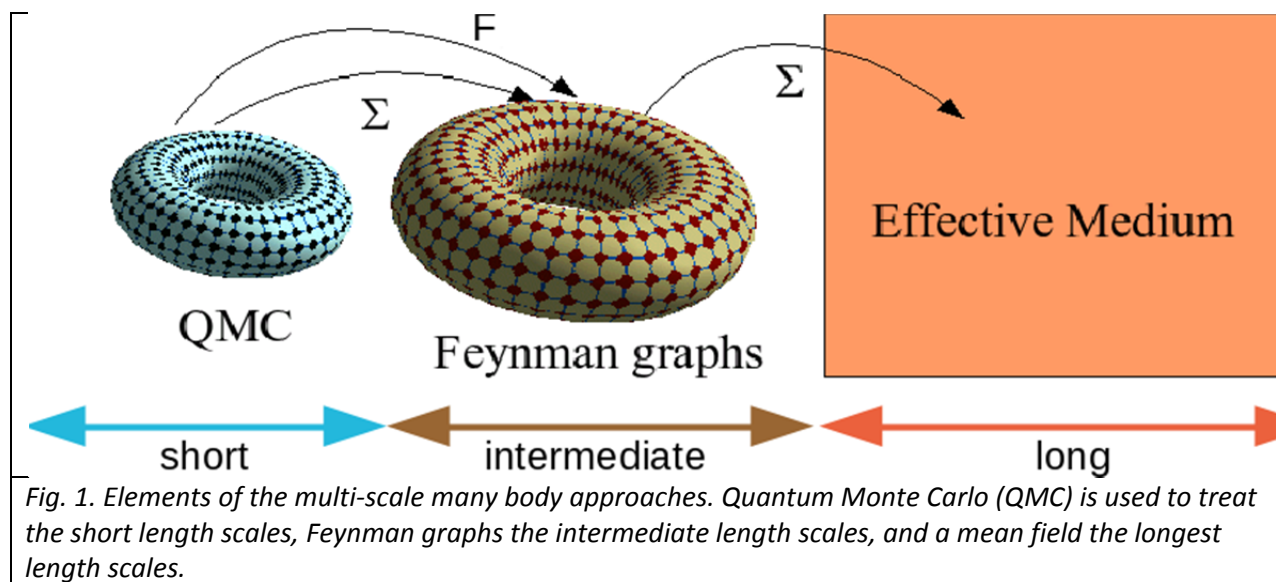 F
Σ
Σ
QMC
Feynman graphs
Effective Medium
short
intermediate
long
Fig. 1. Elements of the multi-scale many body approaches. Quantum Monte Carlo (QMC) is used to treat
the short length scales, Feynman graphs the intermediate length scales, and a mean field the longest
length scales.